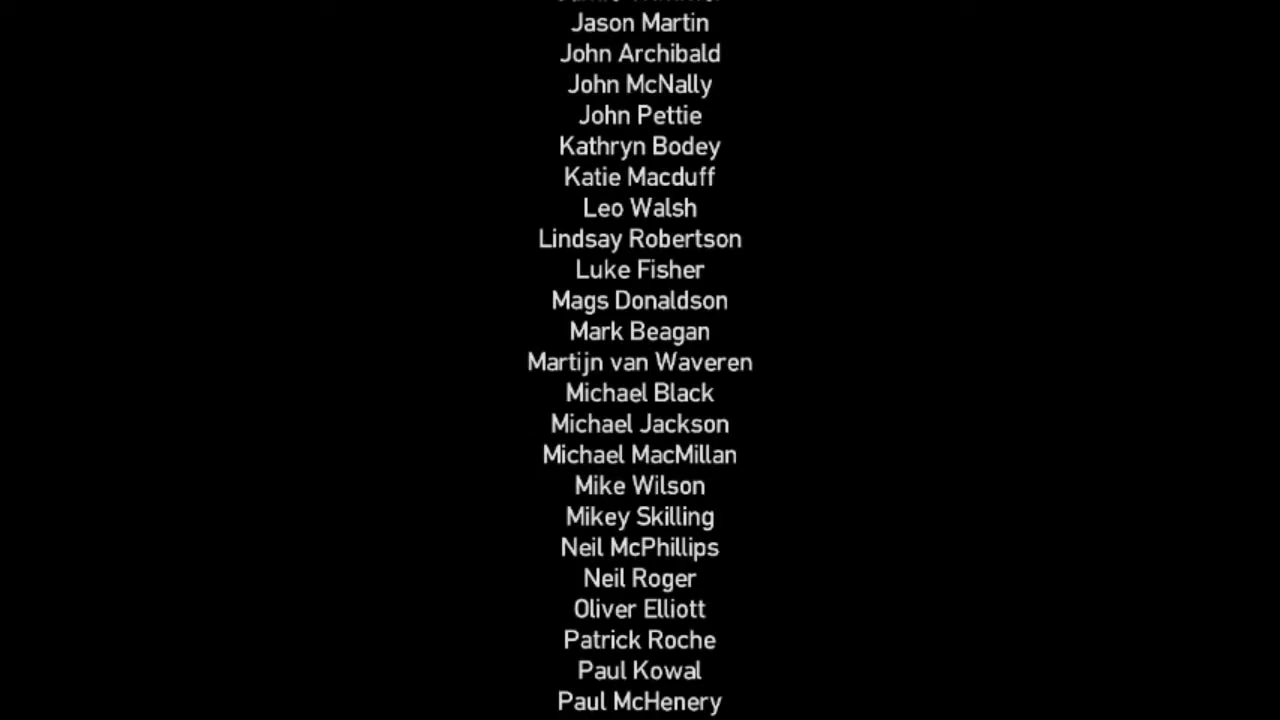 Jason Martin
John Archibald
John McNally
John Pettie
Kathryn Bodey
Katie Macduff
Leo Walsh
Lindsay Robertson
Luke Fisher
Mags Donaldson
Mark Beagan
Martijn van Waveren
Michael Black
Michael Jackson
Michael MacMillan
Mike Wilson
Mikey Skilling
Neil McPhillips
Neil Roger
Oliver Elliott
Patrick Roche
Paul Kowal
Paul McHenery